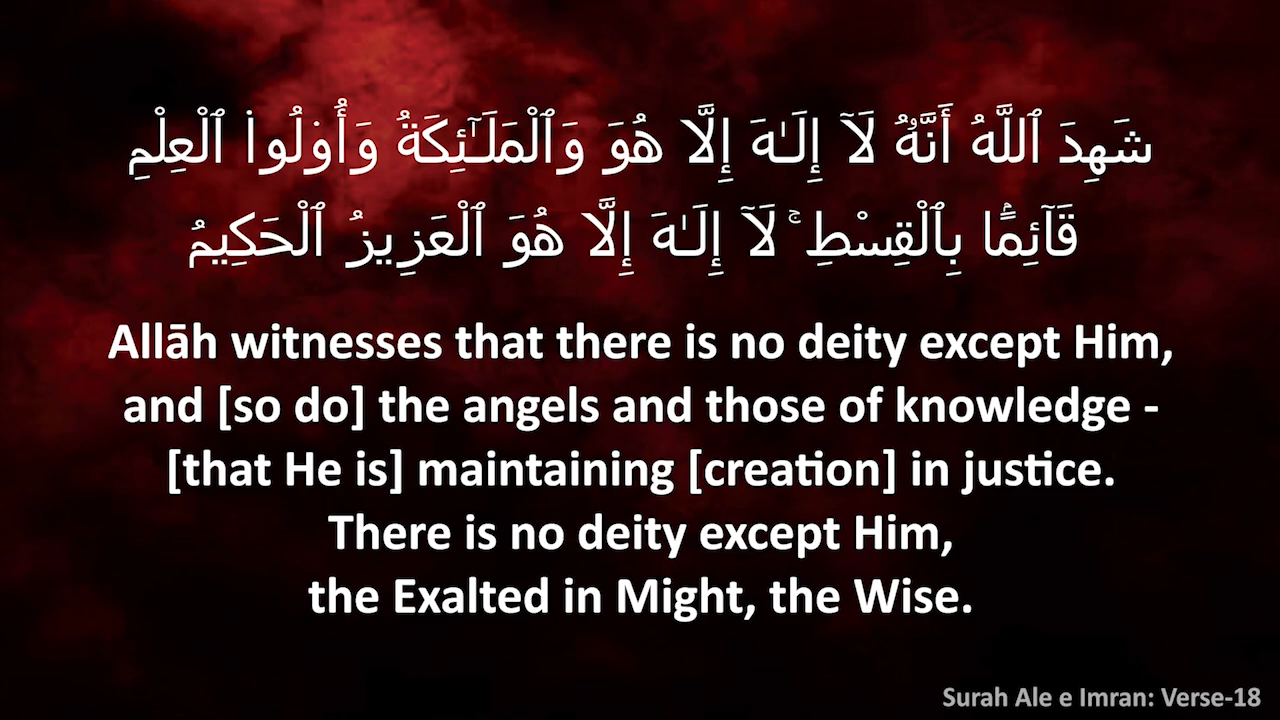 شَهِدَ ٱللَّهُ أَنَّهُۥ لَآ إِلَـٰهَ إِلَّا هُوَ وَٱلْمَلَـٰٓئِكَةُ وَأُو۟لُوا۟ ٱلْعِلْمِ
قَآئِمًۢا بِٱلْقِسْطِ ۚ لَآ إِلَـٰهَ إِلَّا هُوَ ٱلْعَزِيزُ ٱلْحَكِيمُ
Allāh witnesses that there is no deity except Him,
and [so do] the angels and those of knowledge -
[that He is] maintaining [creation] in justice.
There is no deity except Him,
the Exalted in Might, the Wise.
Surah Ale e Imran: Verse-18